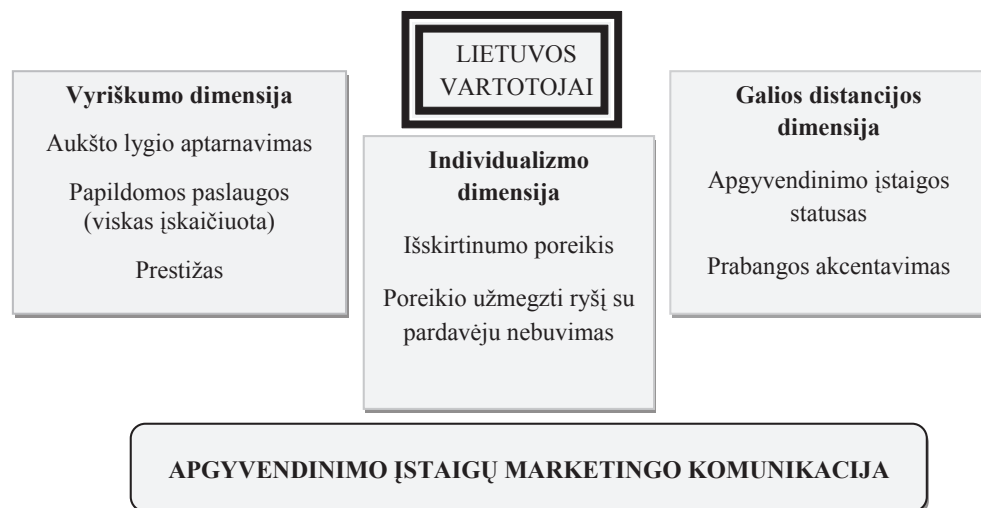 LIETUVOS
VARTOTOJAI
Vyriškumo dimensija
Aukšto lygio aptarnavimas
Papildomos paslaugos
(viskas įskaičiuota)
Prestižas
Individualizmo
dimensija
Išskirtinumo poreikis
Poreikio užmegzti ryšį su
pardavėju nebuvimas
Galios distancijos
dimensija
Apgyvendinimo įstaigos
statusas
Prabangos akcentavimas
APGYVENDINIMO ĮSTAIGŲ MARKETINGO KOMUNIKACIJA